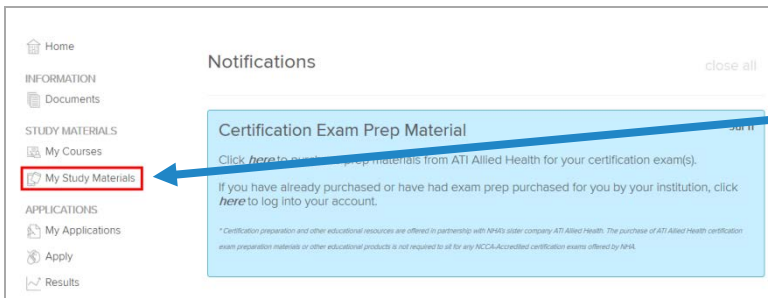 Home
INFORMATION
Documents
STUDY MATERIALS
My Courses
My Study Materials
APPLICATIONS
My Applications
Apply
Results
Notifications
close all
Certification Exam Prep Material
Click here to purchase prep materials from ATI Allied Health for your certification exam(s).
If you have already purchased or have had exam prep purchased for you by your institution, click
here to log into your account.
* Certification preparation and other educational resources are offered in partnership with NHA's sister company ATI Allied Health. The purchase of ATI Allied Health certification
exam preparation materials or other educational products is not required to sit for any NCCA-Accredited certification exams offered by NHA.